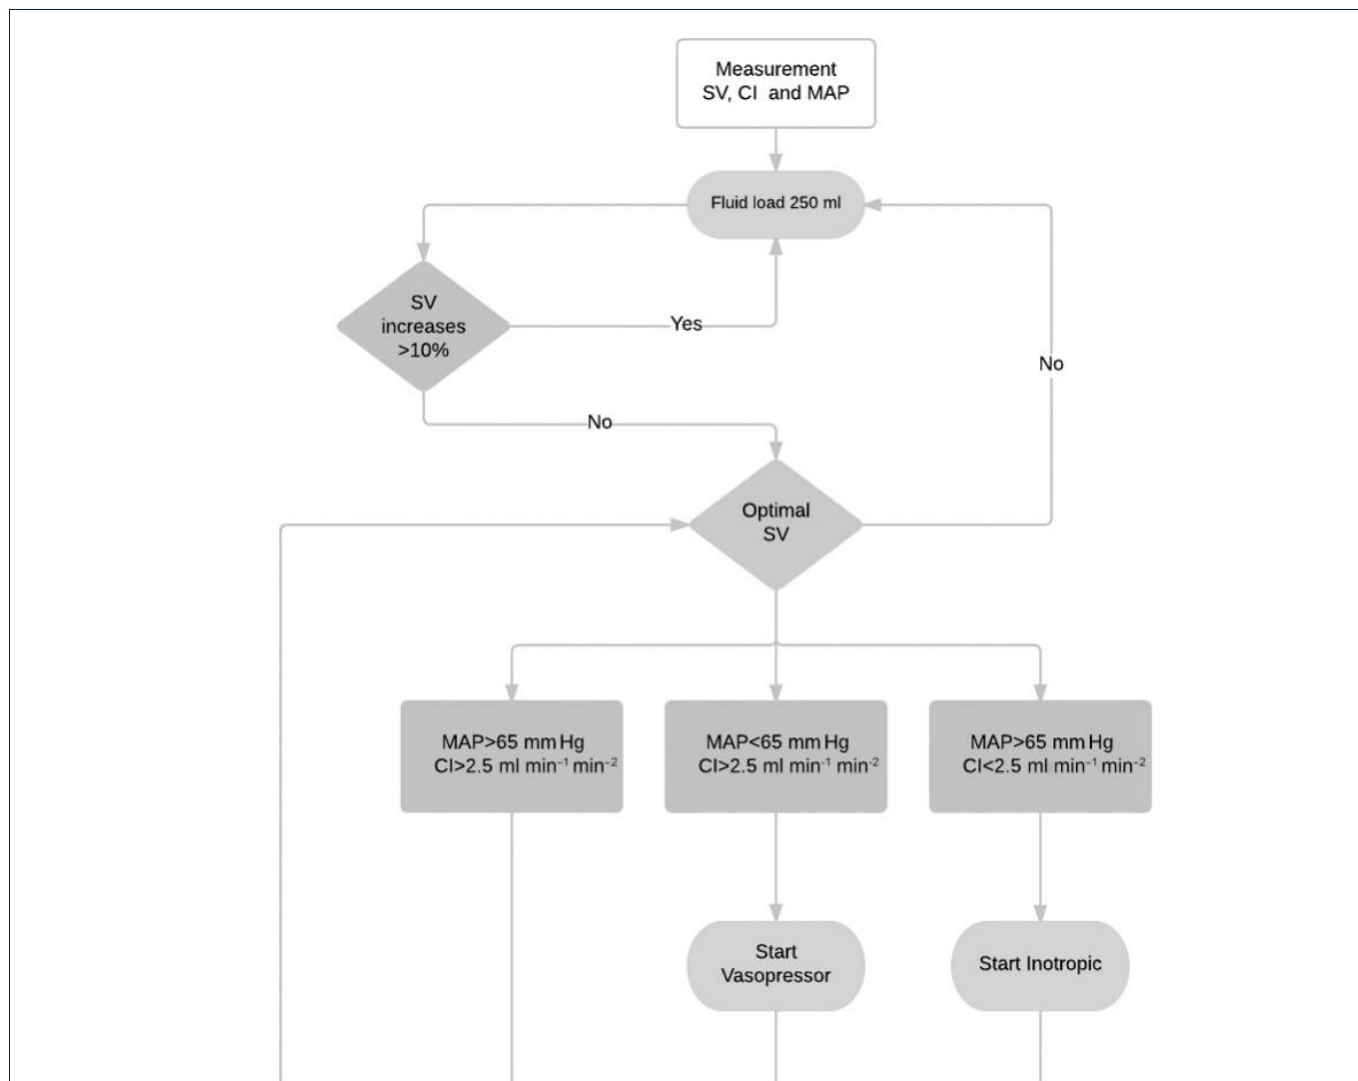 Measurement
SV, CI and MAP
Fluid load 250 ml
SV
increases
>10%
Yes
No
No
Optimal
SV
MAP>65 mm Hg
CI>2.5 ml min⁻¹ min⁻²
MAP<65 mm Hg
CI>2.5 ml min⁻¹ min⁻²
MAP>65 mm Hg
CI<2.5 ml min⁻¹ min⁻²
Start
Vasopressor
Start Inotropic